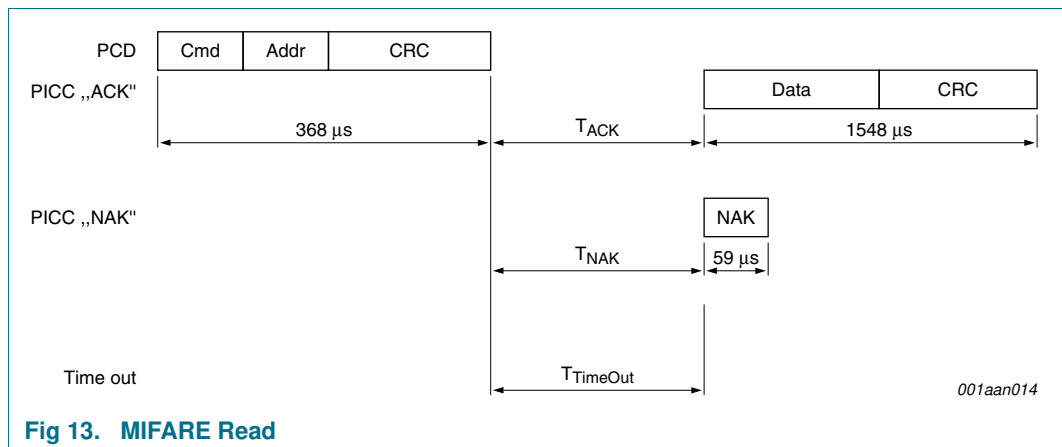 PCD Cmd Addr CRC
PICC ,,ACK" Data CRC
368 µs TACK 1548 µs
PICC ,,NAK" NAK
TNAK 59 µs
Time out TTimeOut 001aan014
Fig 13. MIFARE Read